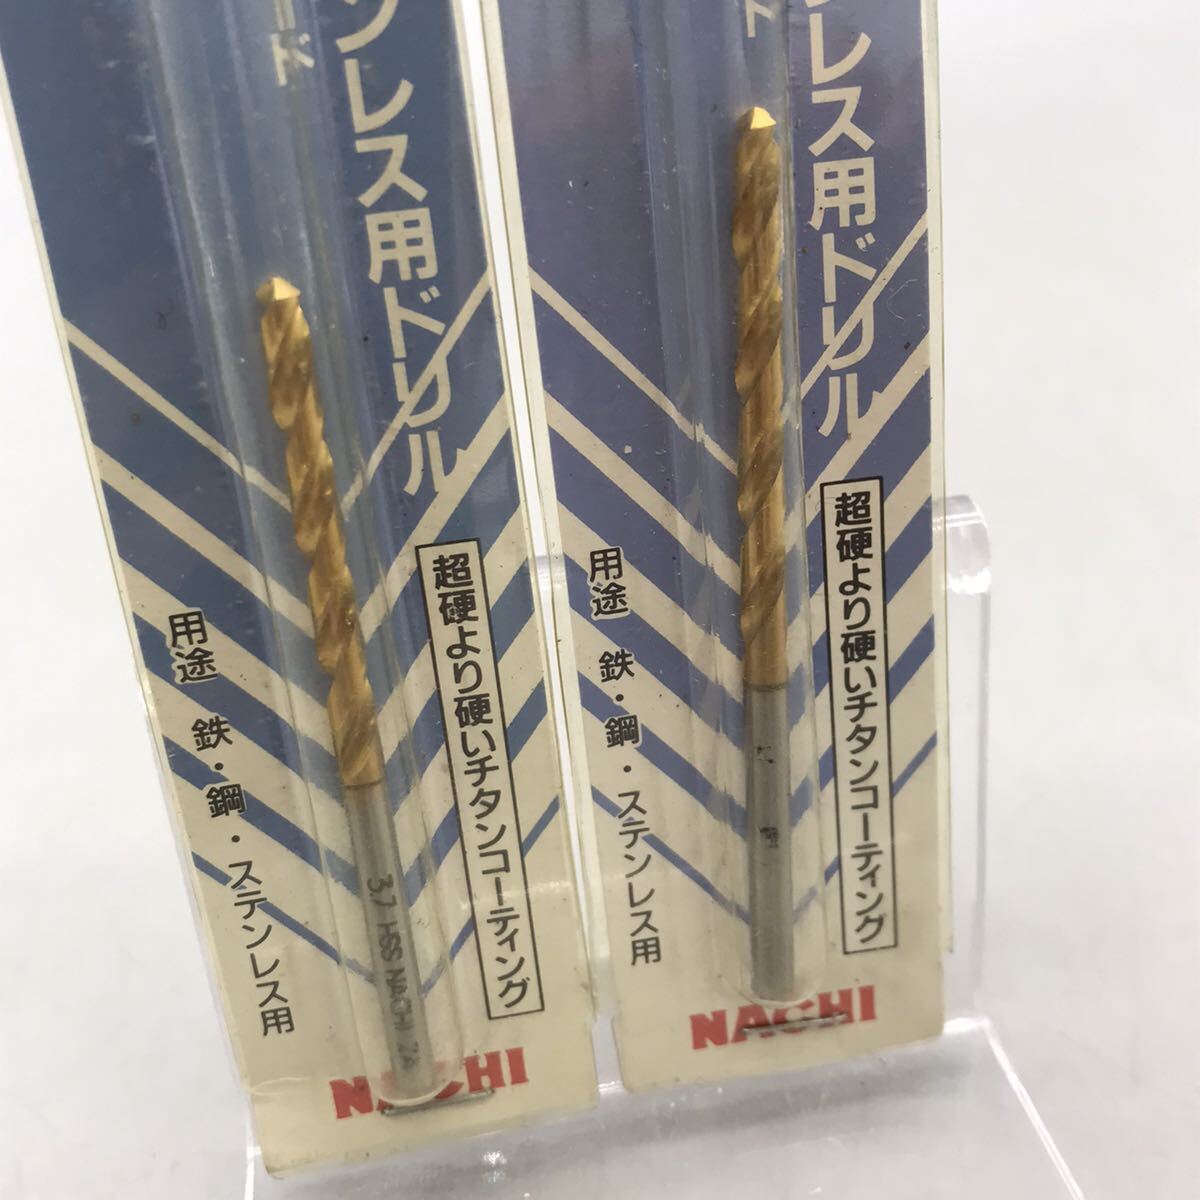 ド
ンレス用ドリル
超硬より硬いチタンコーティング
用途 鉄・鋼・ステンレス用
3.7 HSS NACHI 7A
NACHI
ド
ンレス用ドリル
超硬より硬いチタンコーティング
用途 鉄・鋼・ステンレス用
NACHI